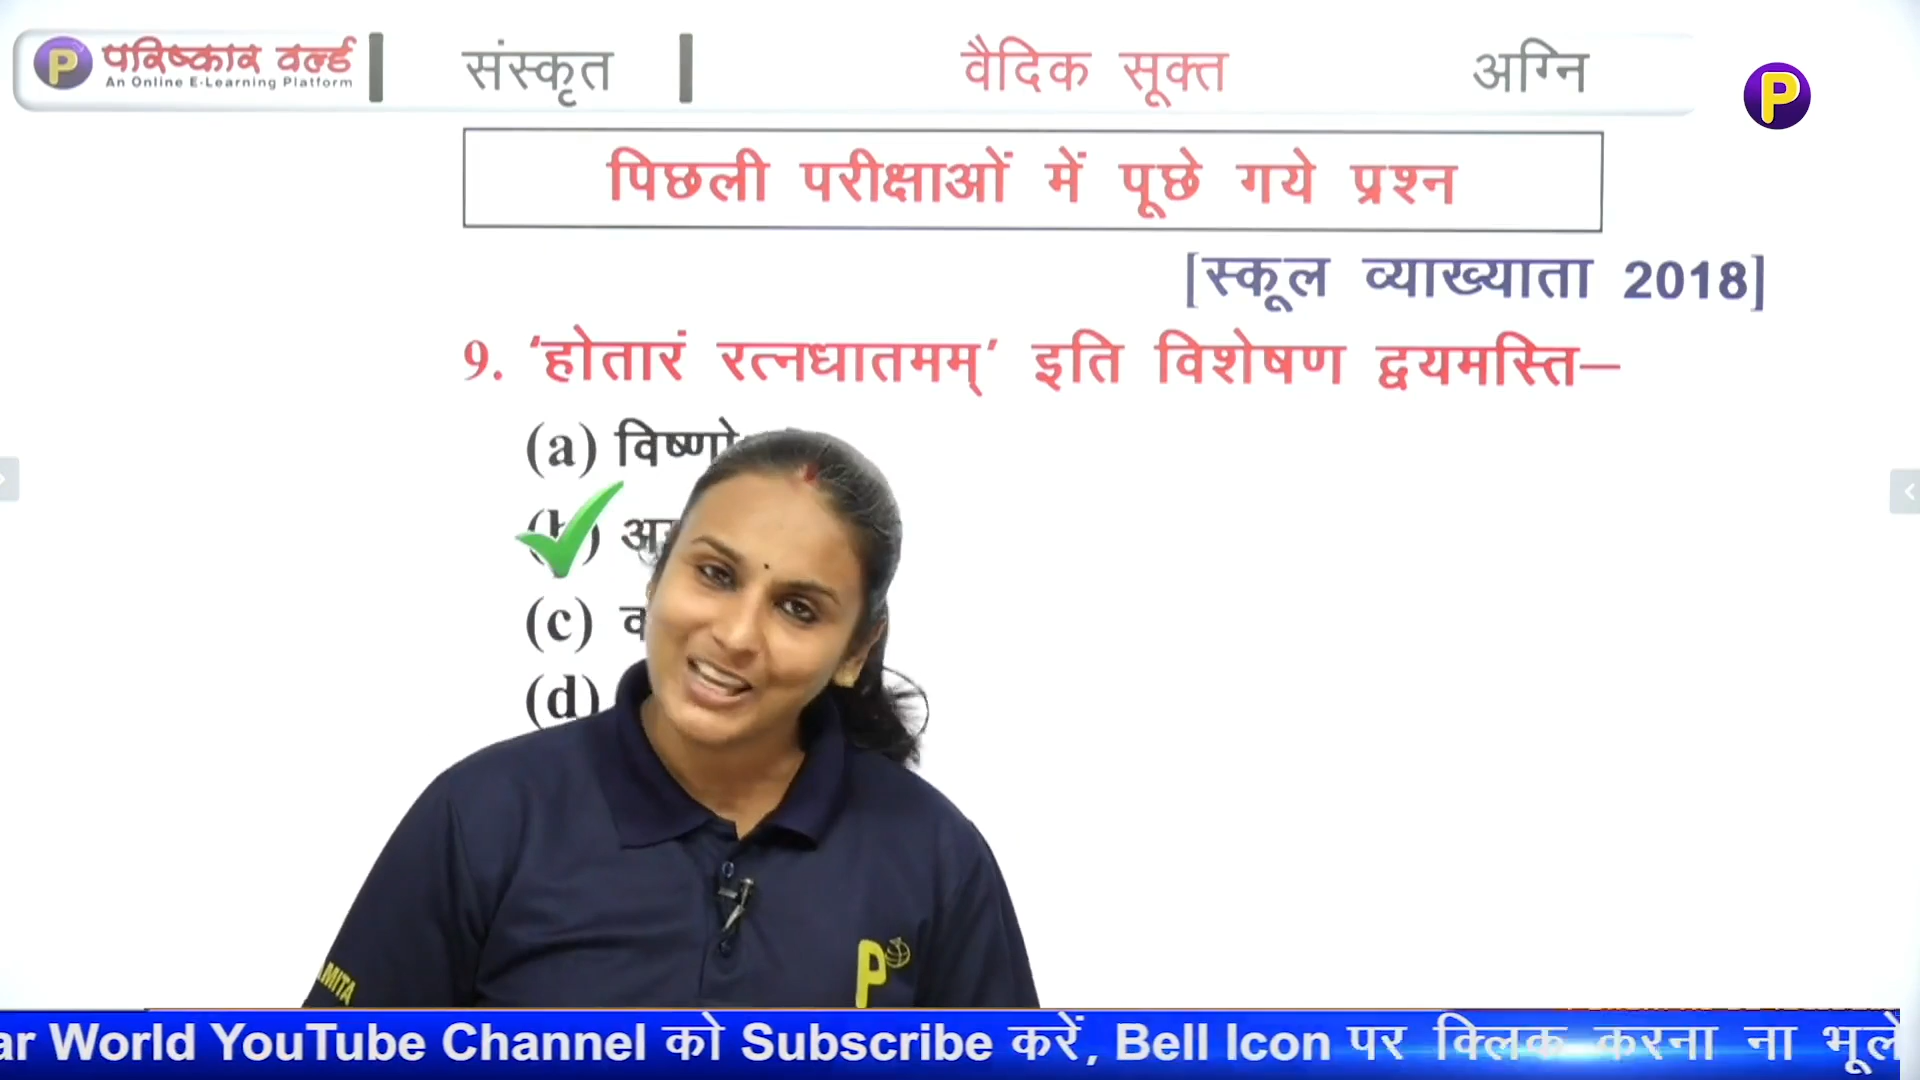 परिष्कार वर्ल्ड
An Online E-Learning Platform
संस्कृत
वैदिक सूक्त
अग्नि
P
पिछली परीक्षाओं में पूछे गये प्रश्न
[स्कूल व्याख्याता 2018]
9. ‘होतारं रत्नधातमम्’ इति विशेषण द्वयमस्ति–
(a)
(c)
(d)
P
ar World YouTube Channel को Subscribe करें, Bell Icon पर क्लिक करना ना भूलें